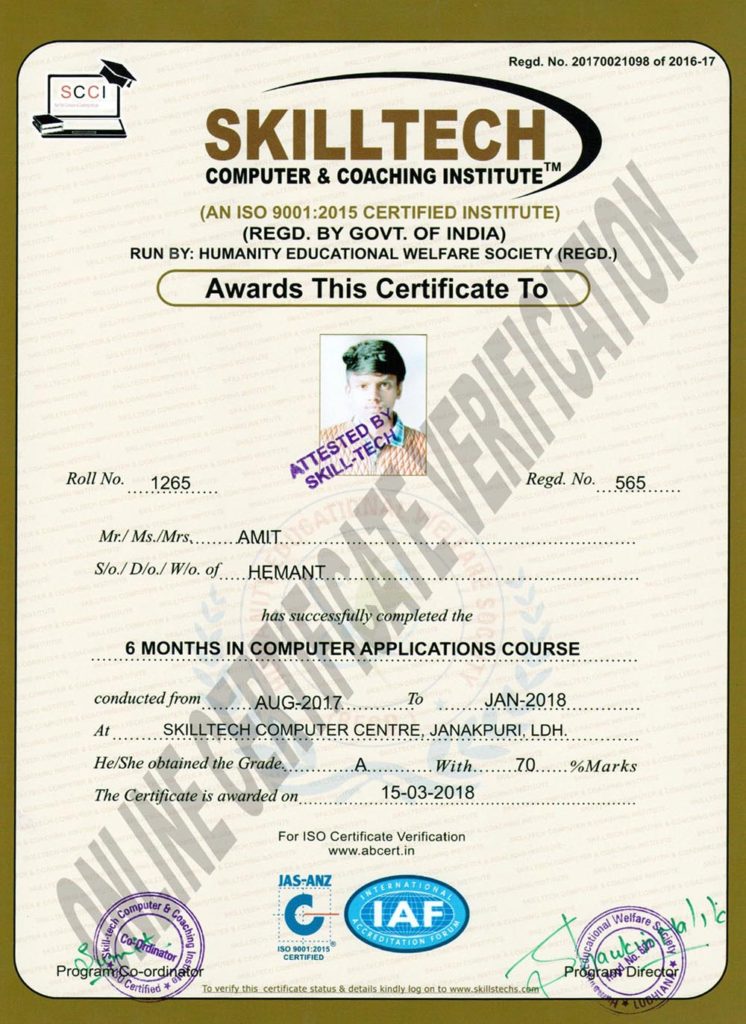 Regd. No. 20170021098 of 2016-17
SCCI
SKILLTECH
COMPUTER & COACHING INSTITUTE™
(AN ISO 9001:2015 CERTIFIED INSTITUTE)
(REGD. BY GOVT. OF INDIA)
RUN BY: HUMANITY EDUCATIONAL WELFARE SOCIETY (REGD.)
Awards This Certificate To
ATTESTED BY
SKILL-TECH
Roll No. 1265
Regd. No. 565
Mr./ Ms./Mrs. AMIT
S/o./ D/o./ W/o. of HEMANT
has successfully completed the
6 MONTHS IN COMPUTER APPLICATIONS COURSE
conducted from AUG-2017 To JAN-2018
At SKILLTECH COMPUTER CENTRE, JANAKPURI, LDH.
He/She obtained the Grade. A With 70 %Marks
The Certificate is awarded on 15-03-2018
ONLINE CERTIFICATE VERIFICATION
For ISO Certificate Verification
www.abcert.in
JAS-ANZ
C
ISO 9001:2015
CERTIFIED
INTERNATIONAL
IAF
ACCREDITATION FORUM
Skill-tech Computer & Coaching Institute
Co-Ordinator
Certified
Program Co-ordinator
Educational Welfare Society
LUDHIANA
Program Director
To verify this certificate status & details kindly log on to www.skillstechs.com